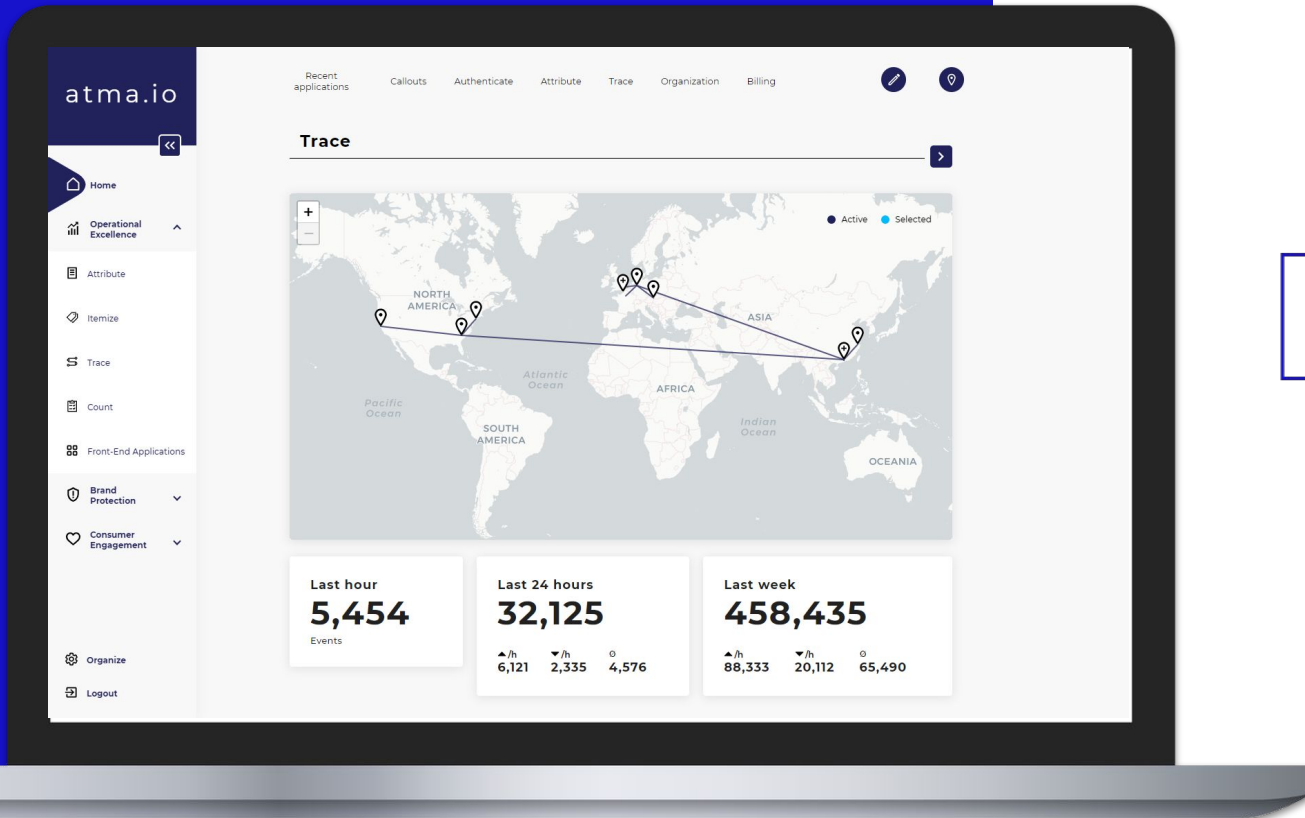 atma.io
Home
Operational
Excellence
Attribute
Itemize
Trace
Count
Front-End Applications
Brand
Protection
Consumer
Engagement
Organize
Logout
Recent
applications
Callouts
Authenticate
Attribute
Trace
Organization
Billing
Trace
+
−
Active
Selected
NORTH
AMERICA
ASIA
Atlantic
Ocean
AFRICA
Pacific
Ocean
SOUTH
AMERICA
Indian
Ocean
OCEANIA
Last hour
5,454
Events
Last 24 hours
32,125
▲/h ▼/h ʘ
6,121 2,335 4,576
Last week
458,435
▲/h ▼/h ʘ
88,333 20,112 65,490